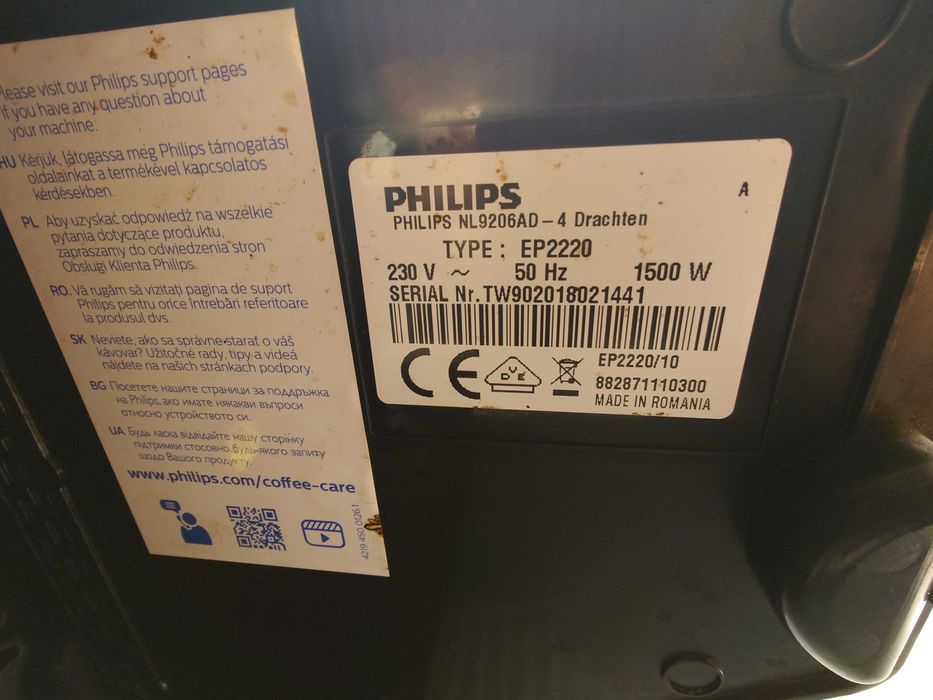 Please visit our Philips support pages
if you have any question about
your machine.
HU Kérjük, látogassa meg Philips támogatási
oldalainkat a termékével kapcsolatos
kérdésekben.
PL Aby uzyskać odpowiedź na wszelkie
pytania dotyczące produktu,
zapraszamy do odwiedzenia stron
Obsługi Klienta Philips.
RO Vă rugăm să vizitați pagina de suport
Philips pentru orice întrebări referitoare
la produsul dvs.
SK Neviete, ako sa správne starať o váš
kávovar? Užitočné rady, tipy a videá
nájdete na našich stránkach podpory.
BG Посетете нашите страници за поддръжка
на Philips, ако имате някакви въпроси
относно устройството си.
UA Будь ласка відвідайте нашу сторінку
підтримки стосовно будь-якого запиту
щодо Вашого продукту.
www.philips.com/coffee-care
4219 450 0126 1
A
PHILIPS
PHILIPS NL9206AD-4 Drachten
TYPE : EP2220
230 V ~ 50 Hz 1500 W
SERIAL Nr. TW902018021441
CE DVE EP2220/10
882871110300
MADE IN ROMANIA